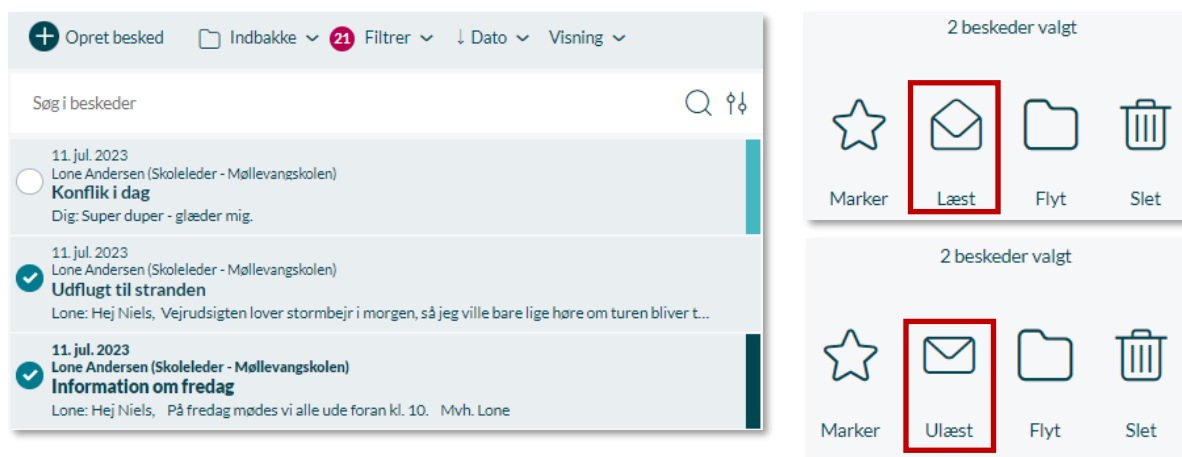 Opret besked Indbakke 21 Filtrer ↓ Dato Visning
Søg i beskeder
11. jul. 2023
Lone Andersen (Skoleleder - Møllevangskolen)
Konflik i dag
Dig: Super duper - glæder mig.
11. jul. 2023
Lone Andersen (Skoleleder - Møllevangskolen)
Udflugt til stranden
Lone: Hej Niels, Vejrudsigten lover stormbejr i morgen, så jeg ville bare lige høre om turen bliver t...
11. jul. 2023
Lone Andersen (Skoleleder - Møllevangskolen)
Information om fredag
Lone: Hej Niels, På fredag mødes vi alle ude foran kl. 10. Mvh. Lone
2 beskeder valgt
Marker Læst Flyt Slet
2 beskeder valgt
Marker Ulæst Flyt Slet